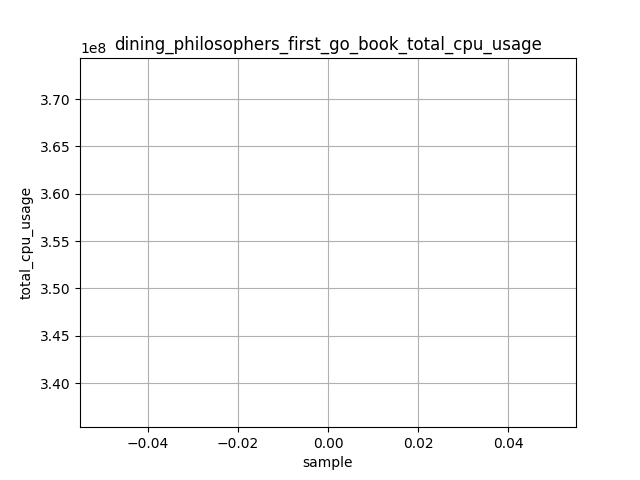 dining_philosophers_first_go_book_total_cpu_usage
1e8
3.70
3.65
3.60
3.55
3.50
3.45
3.40
total_cpu_usage
−0.04 −0.02 0.00 0.02 0.04
sample